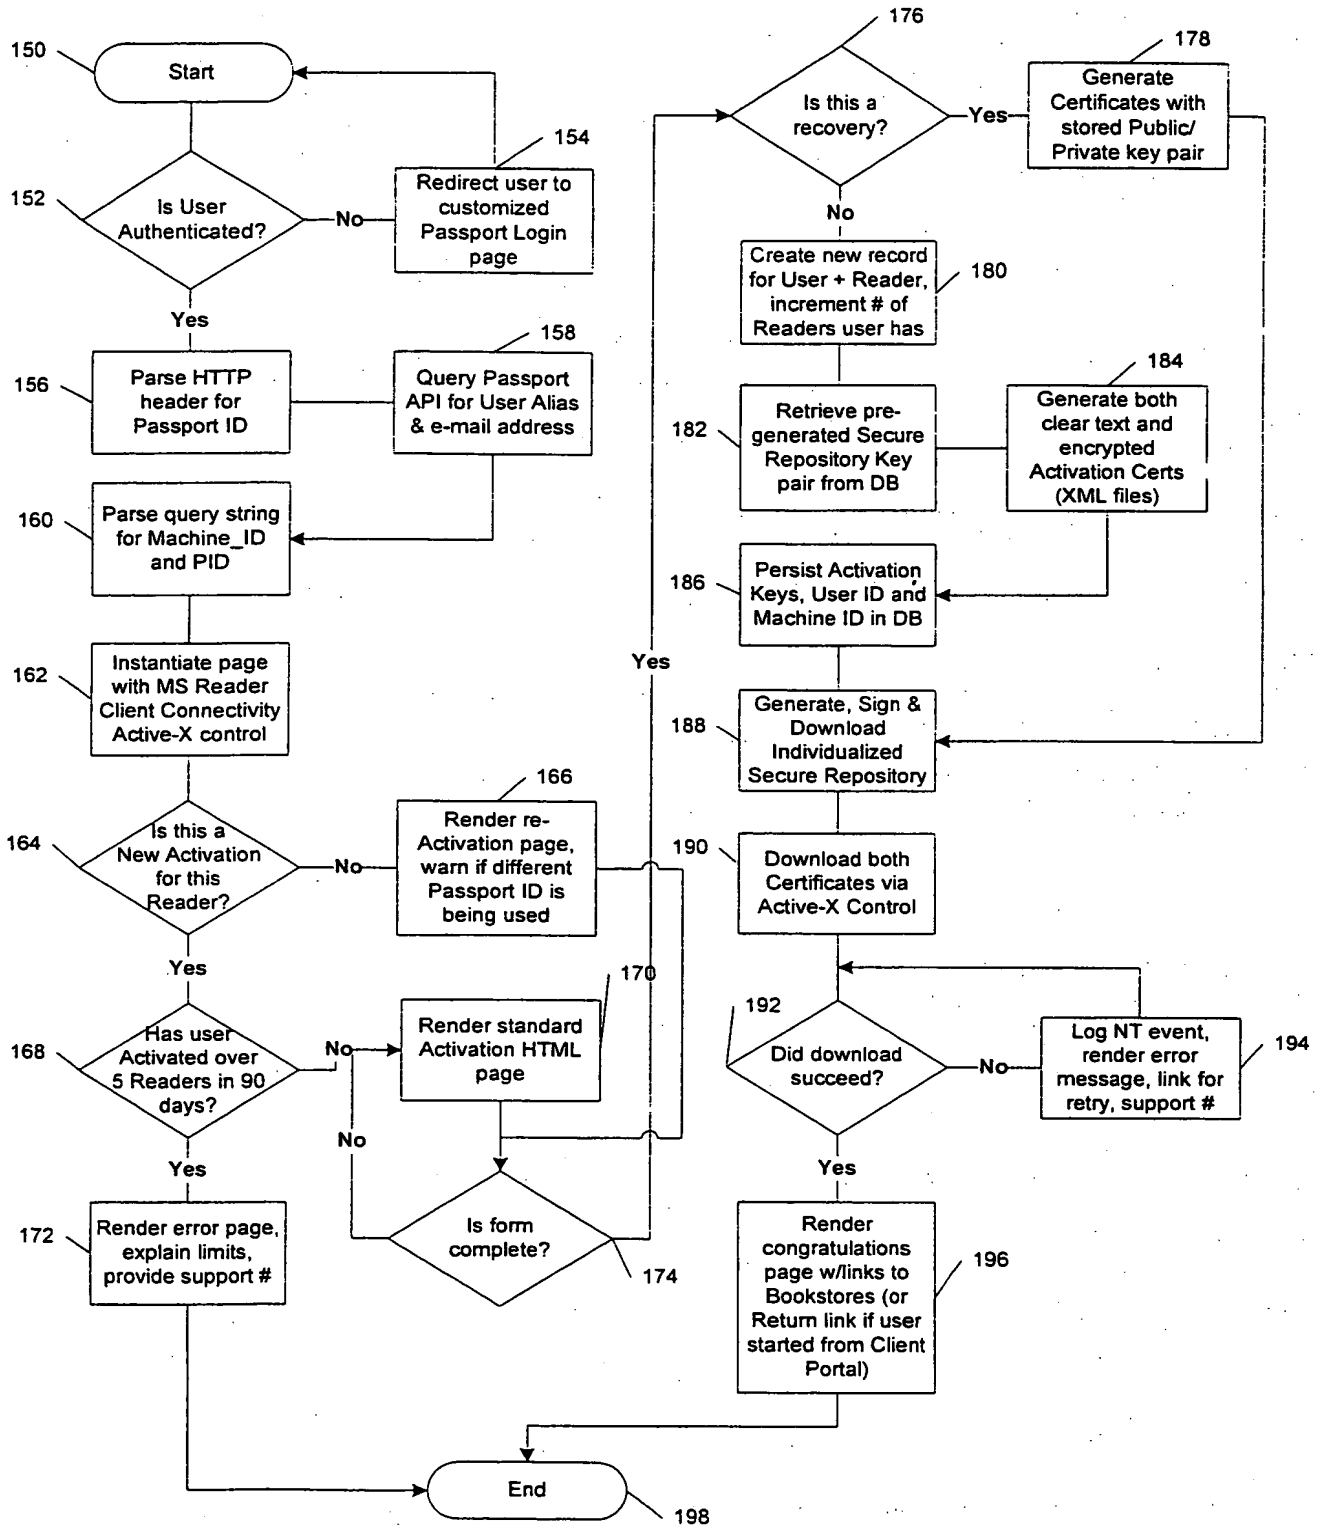 150
Start
152
Is User
Authenticated?
No
154
Redirect user to
customized
Passport Login
page
Yes
156
Parse HTTP
header for
Passport ID
158
Query Passport
API for User Alias
& e-mail address
160
Parse query string
for Machine_ID
and PID
162
Instantiate page
with MS Reader
Client Connectivity
Active-X control
164
Is this a
New Activation
for this
Reader?
No
166
Render re-
Activation page,
warn if different
Passport ID is
being used
Yes
168
Has user
Activated over
5 Readers in 90
days?
No
170
Render standard
Activation HTML
page
No
Yes
172
Render error page,
explain limits,
provide support #
Is form
complete?
174
Yes
176
Is this a
recovery?
Yes
178
Generate
Certificates with
stored Public/
Private key pair
No
Create new record
for User + Reader,
increment # of
Readers user has
180
182
Retrieve pre-
generated Secure
Repository Key
pair from DB
184
Generate both
clear text and
encrypted
Activation Certs
(XML files)
186
Persist Activation
Keys, User ID and
Machine ID in DB
188
Generate, Sign &
Download
Individualized
Secure Repository
190
Download both
Certificates via
Active-X Control
192
Did download
succeed?
No
Log NT event,
render error
message, link for
retry, support #
194
Yes
Render
congratulations
page w/links to
Bookstores (or
Return link if user
started from Client
Portal)
196
End
198